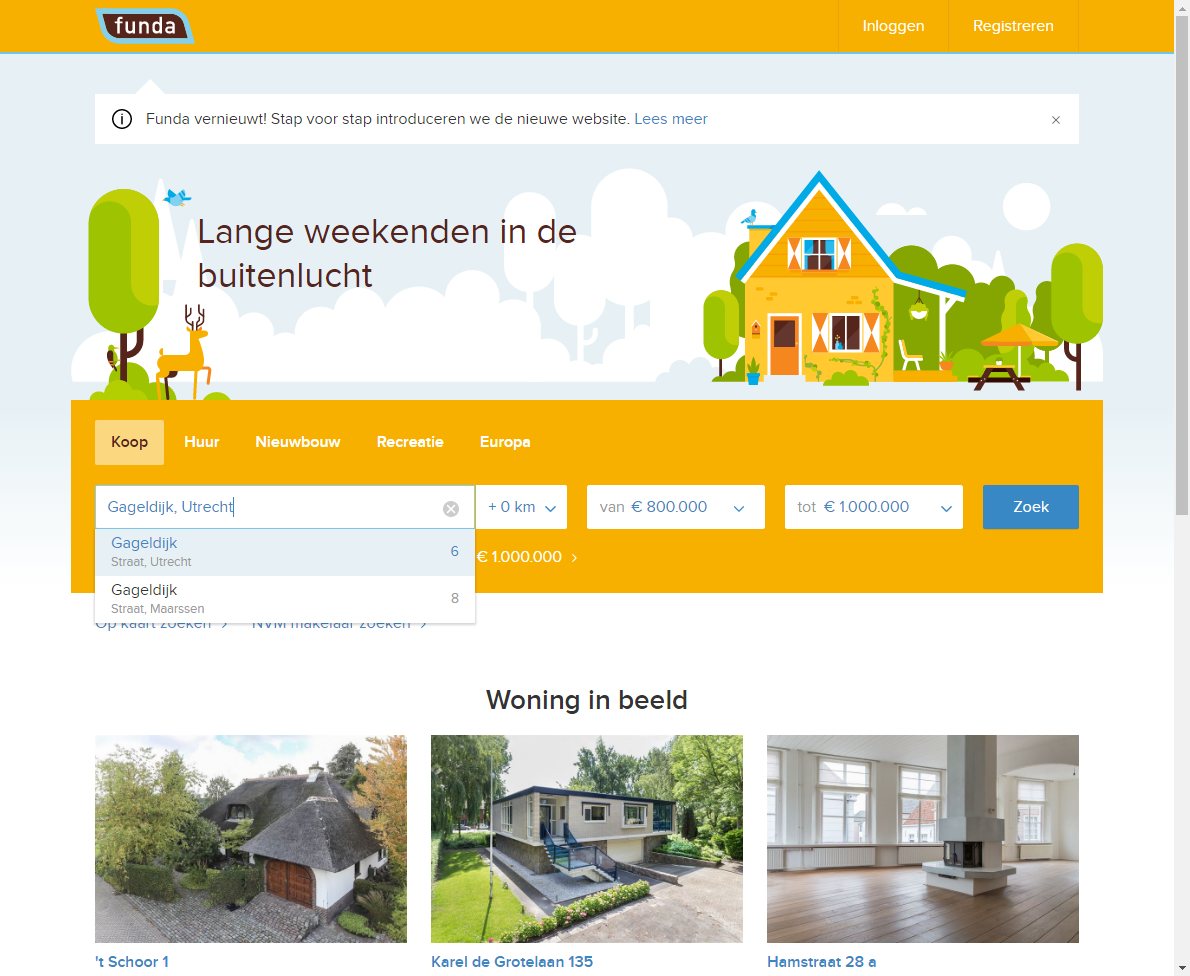 funda
Inloggen
Registreren
Funda vernieuwt! Stap voor stap introduceren we de nieuwe website. Lees meer
Lange weekenden in de
buitenlucht
Koop
Huur
Nieuwbouw
Recreatie
Europa
Gageldijk, Utrecht
+ 0 km
van € 800.000
tot € 1.000.000
Zoek
Gageldijk
Straat, Utrecht
6
€ 1.000.000
Gageldijk
Straat, Maarssen
8
Op kaart zoeken
NVM makelaar zoeken
Woning in beeld
't Schoor 1
Karel de Grotelaan 135
Hamstraat 28 a